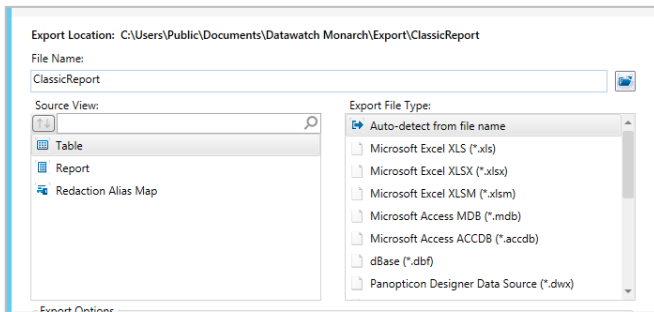 Export Location: C:\Users\Public\Documents\Datawatch Monarch\Export\ClassicReport
File Name:
ClassicReport
Source View:
Table
Report
Redaction Alias Map
Export File Type:
Auto-detect from file name
Microsoft Excel XLS (*.xls)
Microsoft Excel XLSX (*.xlsx)
Microsoft Excel XLSM (*.xlsm)
Microsoft Access MDB (*.mdb)
Microsoft Access ACCDB (*.accdb)
dBase (*.dbf)
Panopticon Designer Data Source (*.dwx)
Export Options